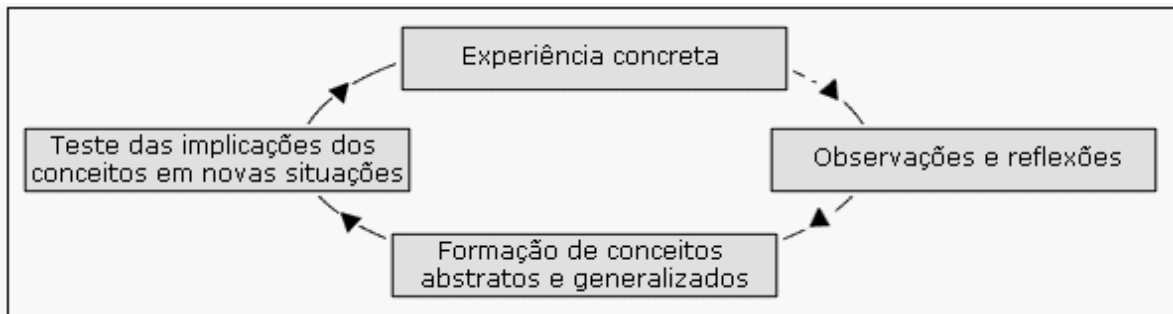 Experiência concreta
Teste das implicações dos
conceitos em novas situações
Observações e reflexões
Formação de conceitos
abstratos e generalizados